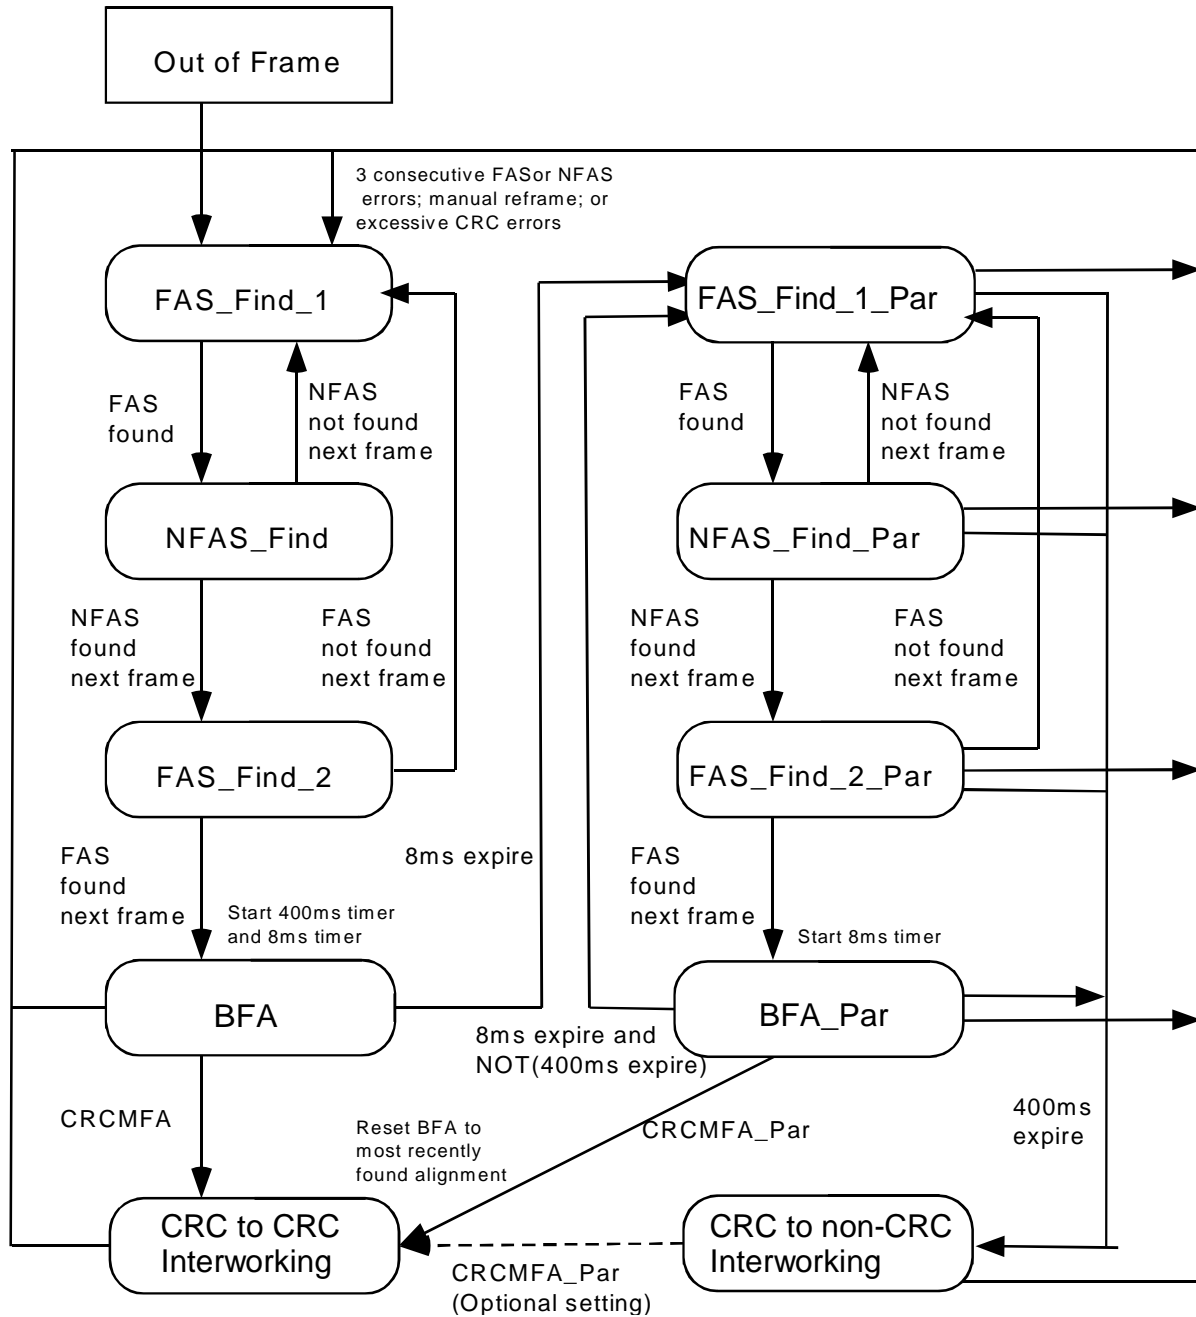 Out of Frame
3 consecutive FASor NFAS
errors; manual reframe; or
excessive CRC errors
FAS_Find_1
FAS_Find_1_Par
FAS
found
NFAS
not found
next frame
FAS
found
NFAS
not found
next frame
NFAS_Find
NFAS_Find_Par
NFAS
found
next frame
FAS
not found
next frame
NFAS
found
next frame
FAS
not found
next frame
FAS_Find_2
FAS_Find_2_Par
FAS
found
next frame
8ms expire
FAS
found
next frame
Start 400ms timer
and 8ms timer
Start 8ms timer
BFA
BFA_Par
8ms expire and
NOT(400ms expire)
CRCMFA
Reset BFA to
most recently
found alignment
CRCMFA_Par
400ms
expire
CRC to CRC
Interworking
CRC to non-CRC
Interworking
CRCMFA_Par
(Optional setting)